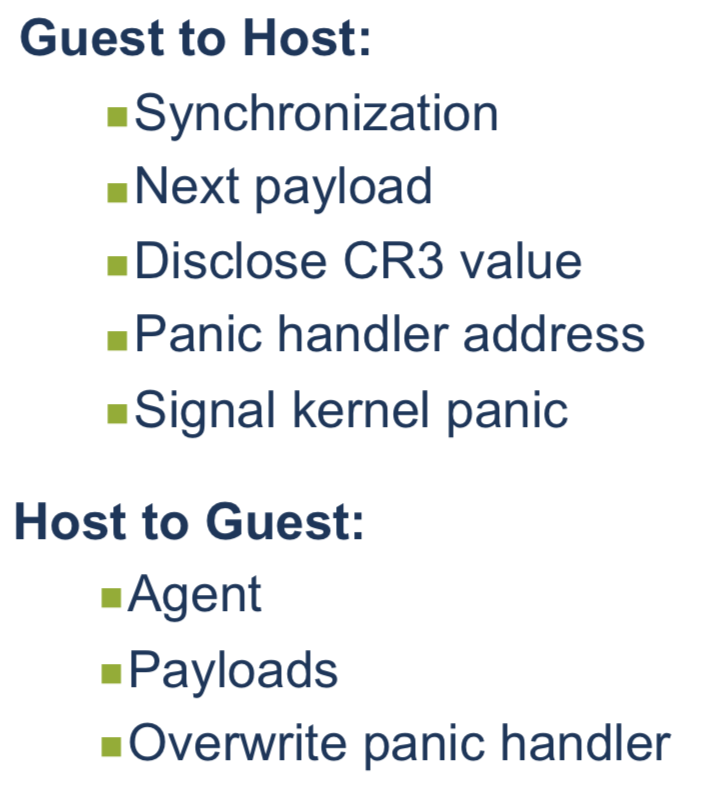 Guest to Host:
Synchronization
Next payload
Disclose CR3 value
Panic handler address
Signal kernel panic
Host to Guest:
Agent
Payloads
Overwrite panic handler